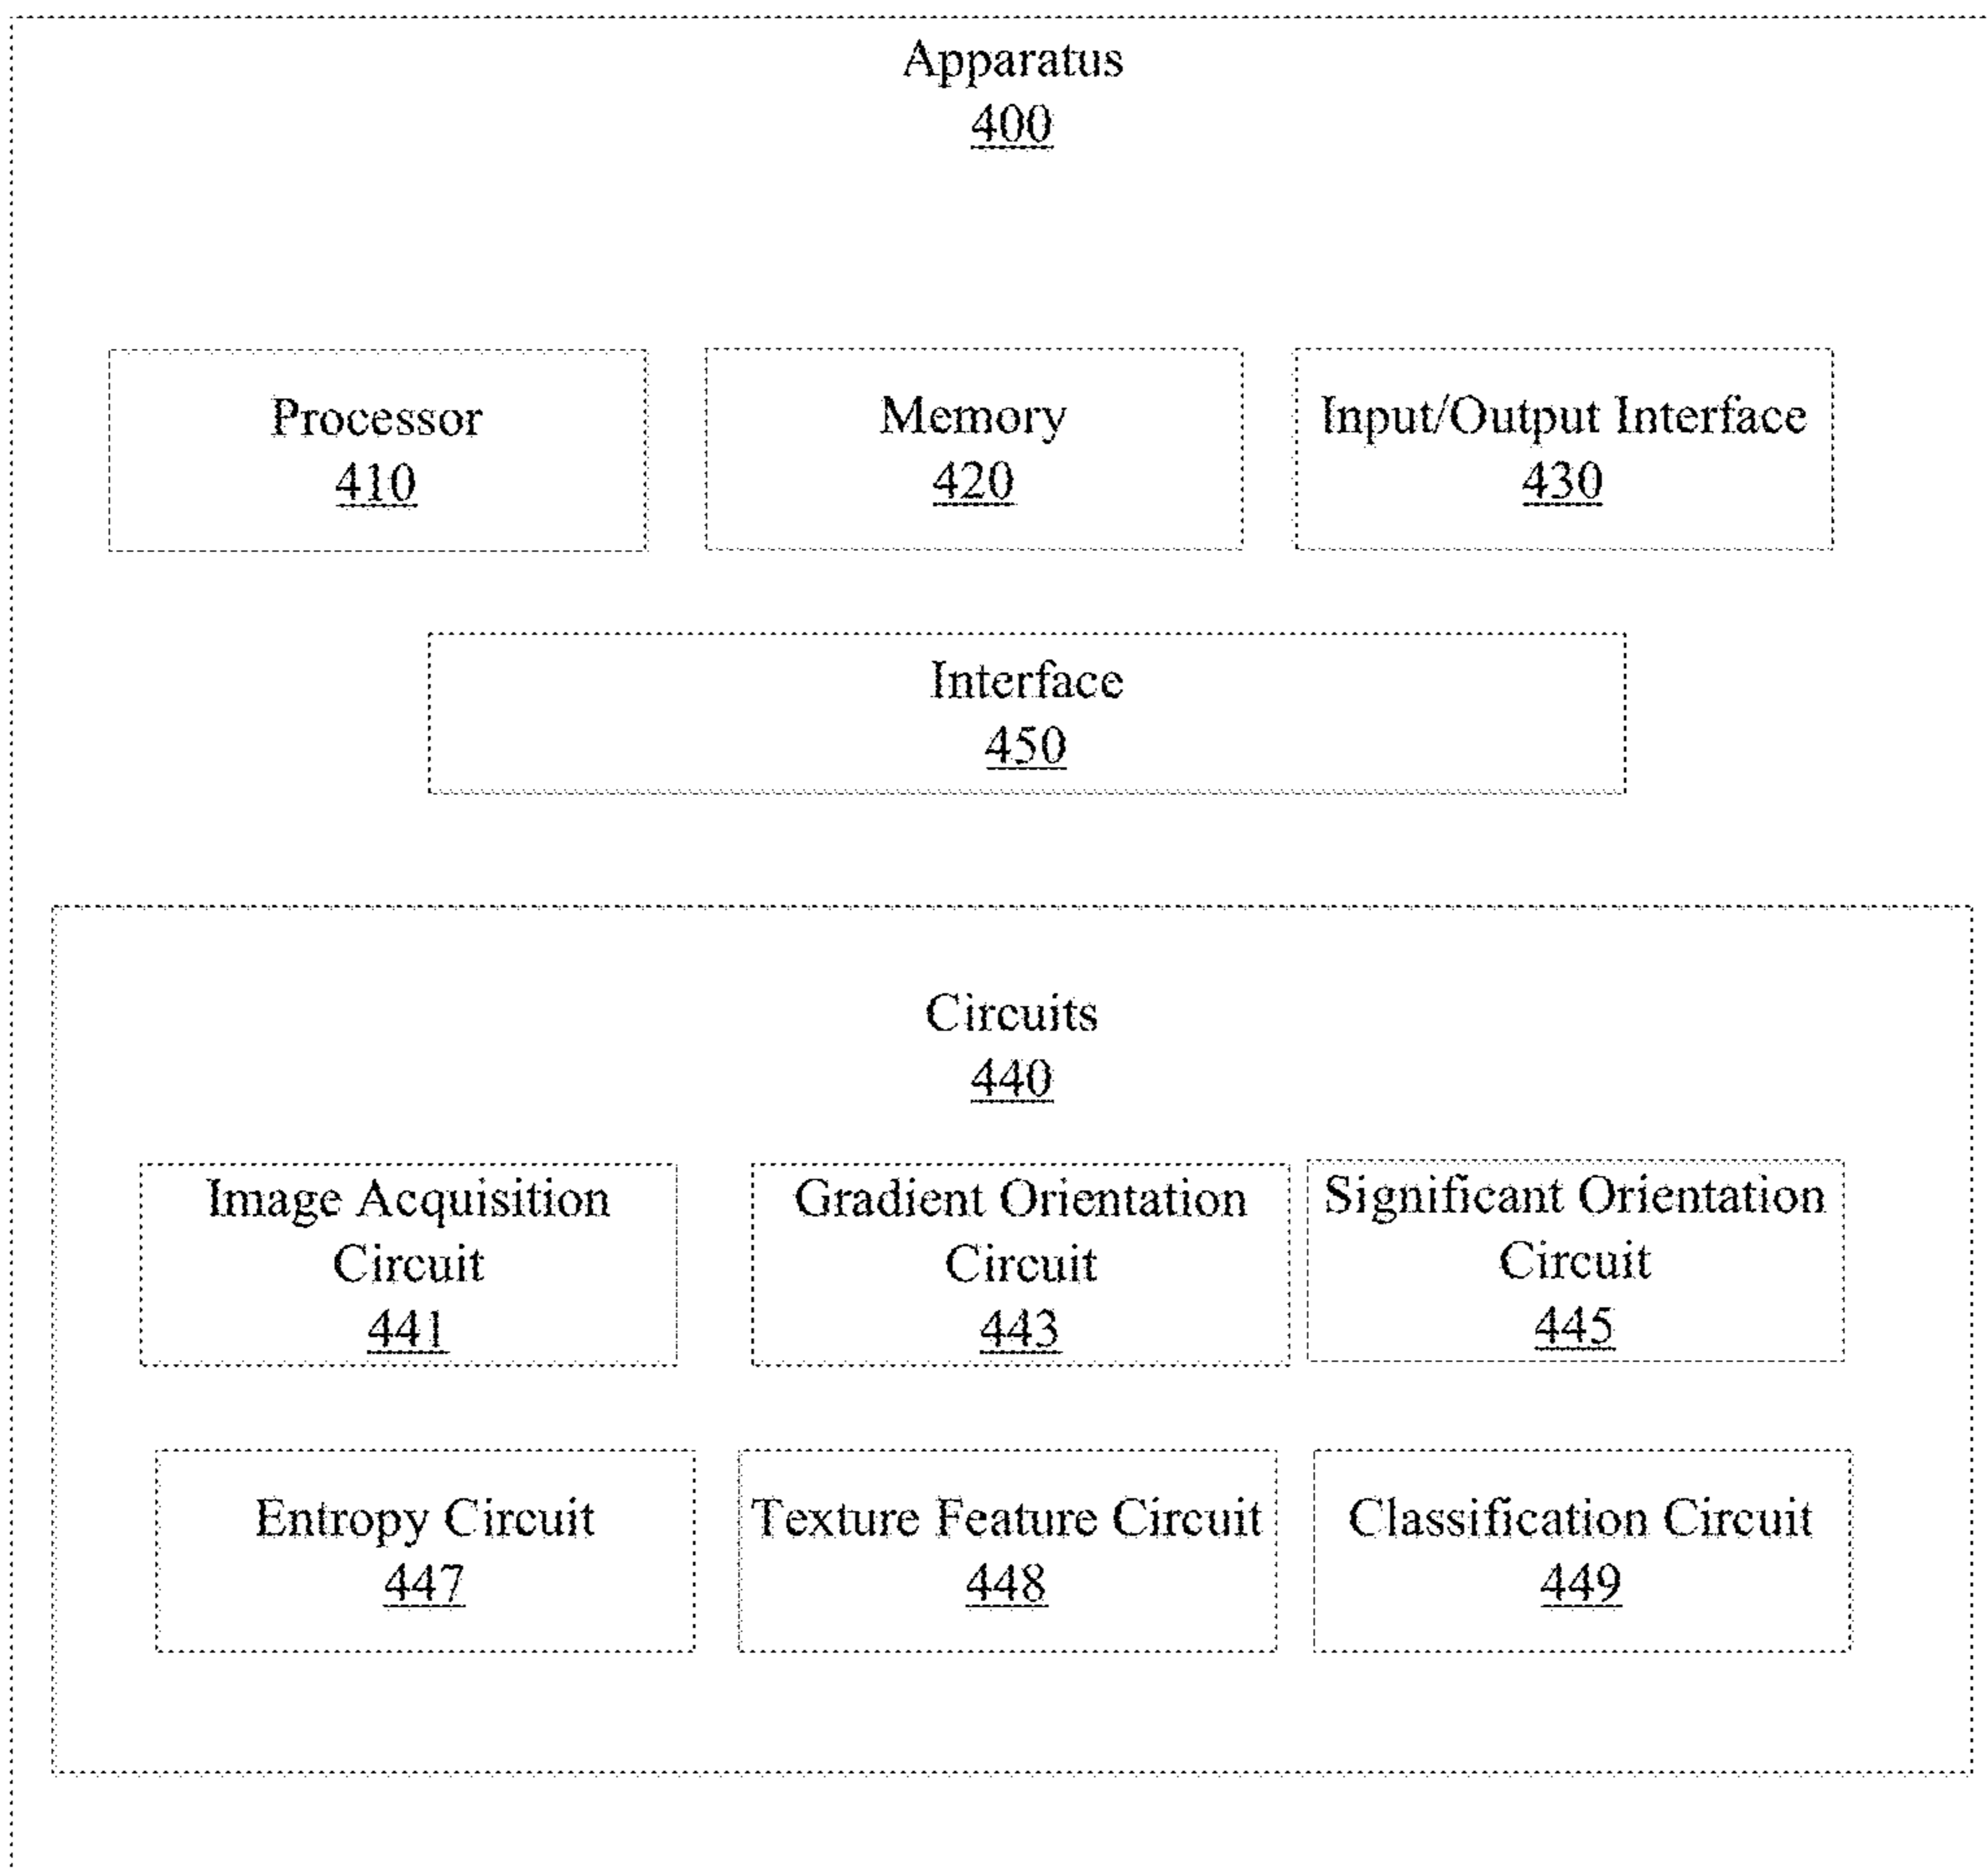 Apparatus
400
Processor
410
Memory
420
Input/Output Interface
430
Interface
450
Circuits
440
Image Acquisition
Circuit
441
Gradient Orientation
Circuit
443
Significant Orientation
Circuit
445
Entropy Circuit
447
Texture Feature Circuit
448
Classification Circuit
449